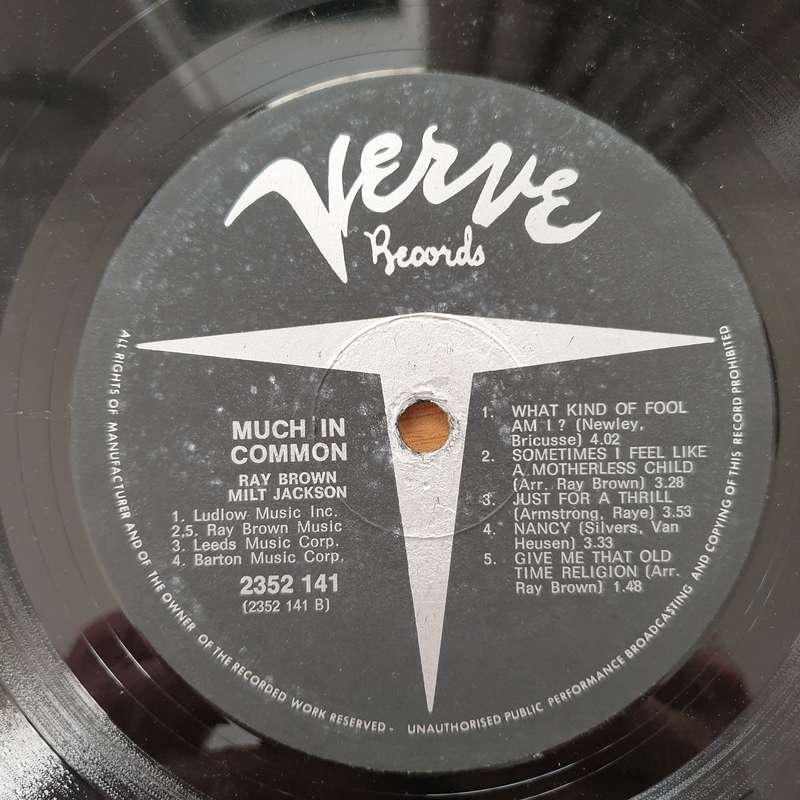 Verve
Records
MUCH IN
COMMON
RAY BROWN
MILT JACKSON
1. Ludlow Music Inc.
2,5. Ray Brown Music
3. Leeds Music Corp.
4. Barton Music Corp.
2352 141
(2352 141 B)
1. WHAT KIND OF FOOL
AM I? (Newley,
Bricusse) 4.02
2. SOMETIMES I FEEL LIKE
A MOTHERLESS CHILD
(Arr. Ray Brown) 3.28
3. JUST FOR A THRILL
(Armstrong, Raye) 3.53
4. NANCY (Silvers, Van
Heusen) 3.33
5. GIVE ME THAT OLD
TIME RELIGION (Arr.
Ray Brown) 1.48
ALL RIGHTS OF MANUFACTURER AND OF THE OWNER OF THE RECORDED WORK RESERVED - UNAUTHORISED PUBLIC PERFORMANCE BROADCASTING AND COPYING OF THIS RECORD PROHIBITED